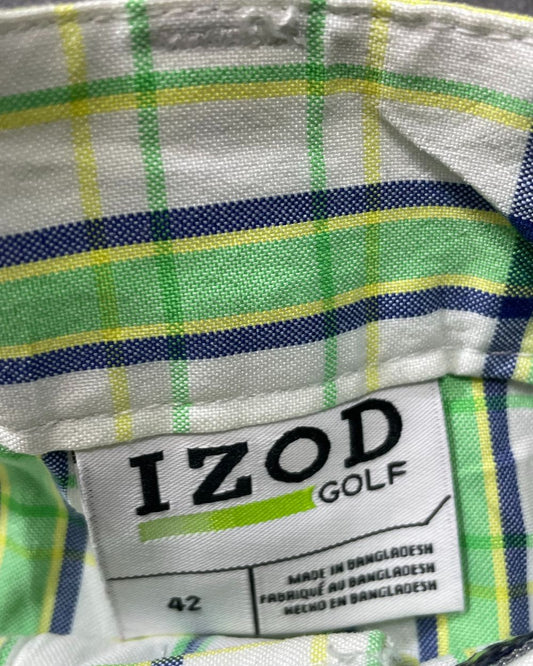 IZOD
GOLF
42
MADE IN BANGLADESH
FABRIQUÉ AU BANGLADESH
HECHO EN BANGLADESH